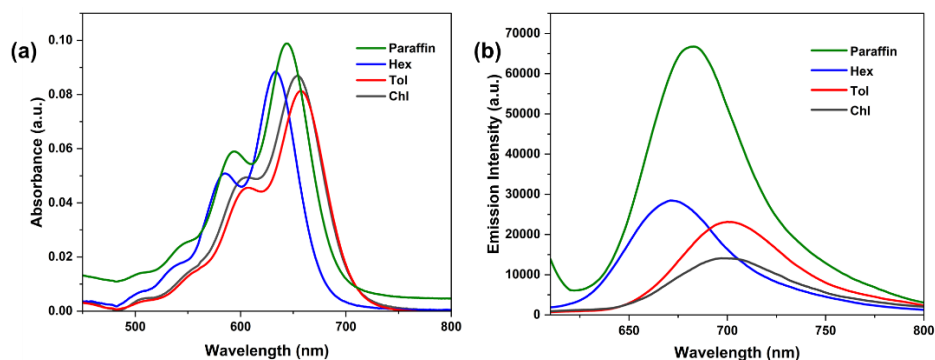 (a)
Absorbance (a.u.)
0.10
0.08
0.06
0.04
0.02
0.00
500
600
700
800
Wavelength (nm)
Paraffin
Hex
Tol
Chl
(b)
Emission Intensity (a.u.)
70000
60000
50000
40000
30000
20000
10000
0
650
700
750
800
Wavelength (nm)
Paraffin
Hex
Tol
Chl